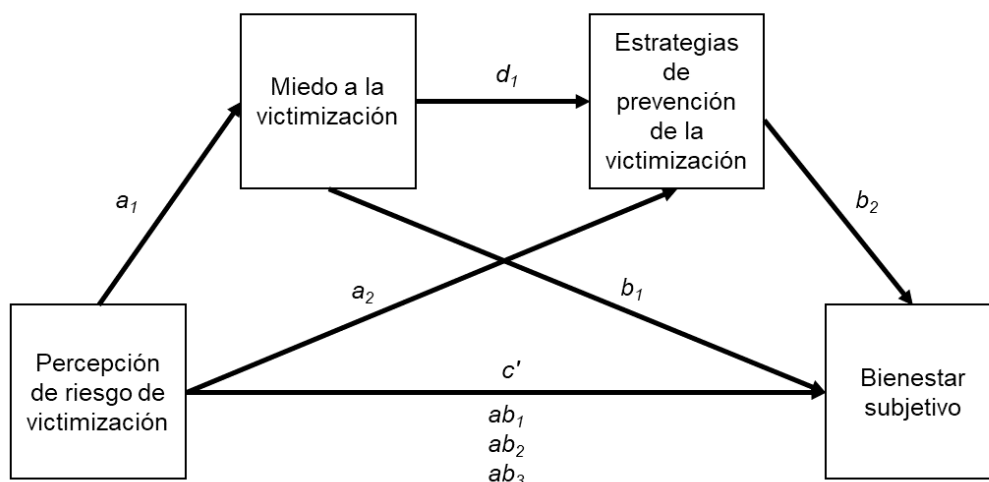 Estrategias
de
prevención
de la
victimización
Miedo a la
victimización
d₁
a₁
b₂
a₂
b₁
Percepción
de riesgo de
victimización
c'
ab₁
ab₂
ab₃
Bienestar
subjetivo